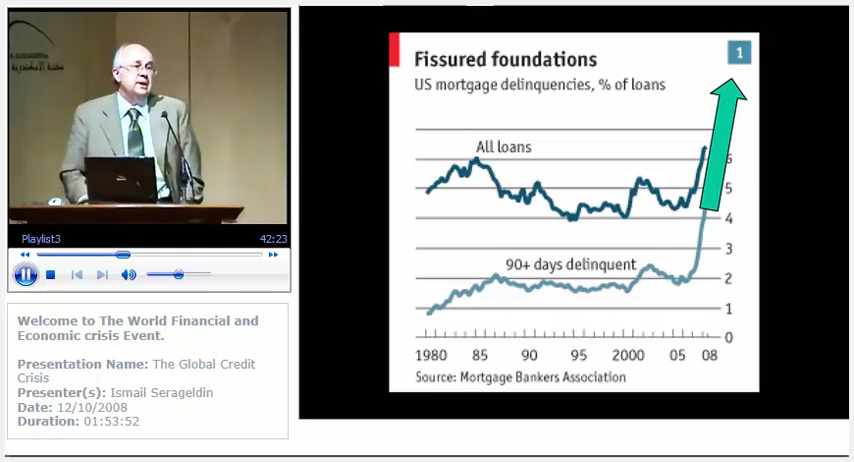 Playlist3
42:23
Welcome to The World Financial and
Economic crisis Event.
Presentation Name: The Global Credit
Crisis
Presenter(s): Ismail Serageldin
Date: 12/10/2008
Duration: 01:53:52
Fissured foundations
1
US mortgage delinquencies, % of loans
All loans
6
5
4
3
90+ days delinquent
2
1
0
1980 85 90 95 2000 05 08
Source: Mortgage Bankers Association